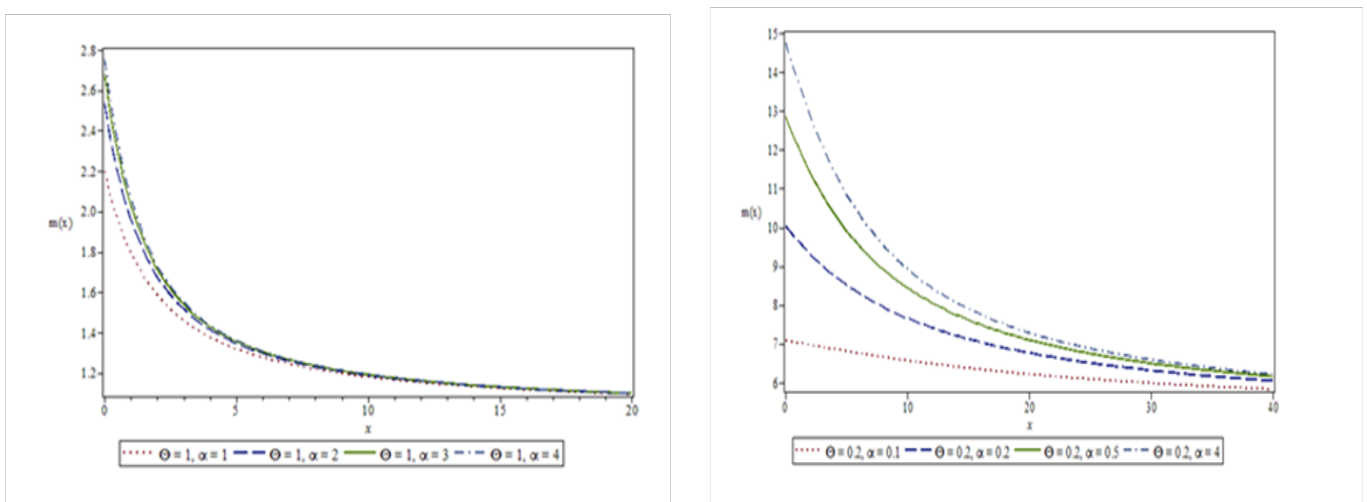 2.8
2.6
2.4
2.2
2.0
1.8
1.6
1.4
1.2
m(x)
0 5 10 15 20
x
Θ = 1, α = 1 Θ = 1, α = 2 Θ = 1, α = 3 Θ = 1, α = 4
15
14
13
12
11
10
9
8
7
6
m(x)
0 10 20 30 40
x
Θ = 0.2, α = 0.1 Θ = 0.2, α = 0.2 Θ = 0.2, α = 0.5 Θ = 0.2, α = 4